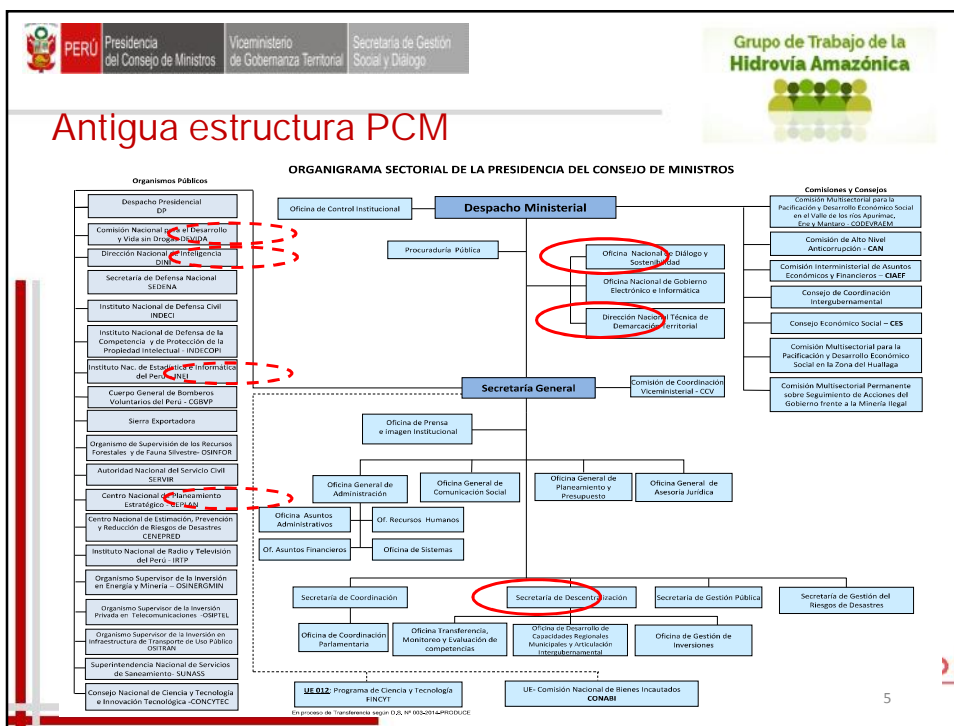 PERÚ
Presidencia
del Consejo de Ministros
Viceministerio
de Gobernanza Territorial
Secretaría de Gestión
Social y Diálogo
Grupo de Trabajo de la
Hidrovía Amazónica
Antigua estructura PCM
ORGANIGRAMA SECTORIAL DE LA PRESIDENCIA DEL CONSEJO DE MINISTROS
Organismos Públicos
Despacho Presidencial
DP
Comisión Nacional para el Desarrollo
y Vida sin Drogas DEVIDA
Dirección Nacional de Inteligencia
DINI
Secretaría de Defensa Nacional
SEDENA
Instituto Nacional de Defensa Civil
INDECI
Instituto Nacional de Defensa de la
Competencia y de Protección de la
Propiedad Intelectual - INDECOPI
Instituto Nac. de Estadística e Informática
del Perú - INEI
Cuerpo General de Bomberos
Voluntarios del Perú - CGBVP
Sierra Exportadora
Organismo de Supervisión de los Recursos
Forestales y de Fauna Silvestre- OSINFOR
Autoridad Nacional del Servicio Civil
SERVIR
Centro Nacional de Planeamiento
Estratégico - CEPLAN
Centro Nacional de Estimación, Prevención
y Reducción de Riesgos de Desastres
CENEPRED
Instituto Nacional de Radio y Televisión
del Perú - IRTP
Organismo Supervisor de la Inversión
en Energía y Minería – OSINERGMIN
Organismo Supervisor de la Inversión
Privada en Telecomunicaciones -OSIPTEL
Organismo Supervisor de la Inversión en
Infraestructura de Transporte de Uso Público
OSITRAN
Superintendencia Nacional de Servicios
de Saneamiento- SUNASS
Consejo Nacional de Ciencia y Tecnología
e Innovación Tecnológica -CONCYTEC
Oficina de Control Institucional
Despacho Ministerial
Procuraduría Pública
Oficina Nacional de Diálogo y
Sostenibilidad
Oficina Nacional de Gobierno
Electrónico e Informática
Dirección Nacional Técnica de
Demarcación Territorial
Secretaría General
Comisión de Coordinación
Viceministerial - CCV
Oficina de Prensa
e imagen Institucional
Oficina General de
Administración
Oficina General de
Comunicación Social
Oficina General de
Planeamiento y
Presupuesto
Oficina General de
Asesoría Jurídica
Oficina Asuntos
Administrativos
Of. Recursos Humanos
Of. Asuntos Financieros
Oficina de Sistemas
Secretaría de Coordinación
Secretaría de Descentralización
Secretaría de Gestión Pública
Secretaría de Gestión del
Riesgos de Desastres
Oficina de Coordinación
Parlamentaria
Oficina Transferencia,
Monitoreo y Evaluación de
competencias
Oficina de Desarrollo de
Capacidades Regionales
Municipales y Articulación
Intergubernamental
Oficina de Gestión de
Inversiones
UE 012: Programa de Ciencia y Tecnología
FINCYT
En proceso de Transferencia según D.S. Nº 003-2014-PRODUCE
UE- Comisión Nacional de Bienes Incautados
CONABI
Comisiones y Consejos
Comisión Multisectorial para la
Pacificación y Desarrollo Económico Social
en el Valle de los ríos Apurímac,
Ene y Mantaro - CODEVRAEM
Comisión de Alto Nivel
Anticorrupción - CAN
Comisión Interministerial de Asuntos
Económicos y Financieros – CIAEF
Consejo de Coordinación
Intergubernamental
Consejo Económico Social – CES
Comisión Multisectorial para la
Pacificación y Desarrollo Económico
Social en la Zona del Huallaga
Comisión Multisectorial Permanente
sobre Seguimiento de Acciones del
Gobierno frente a la Minería Ilegal
5